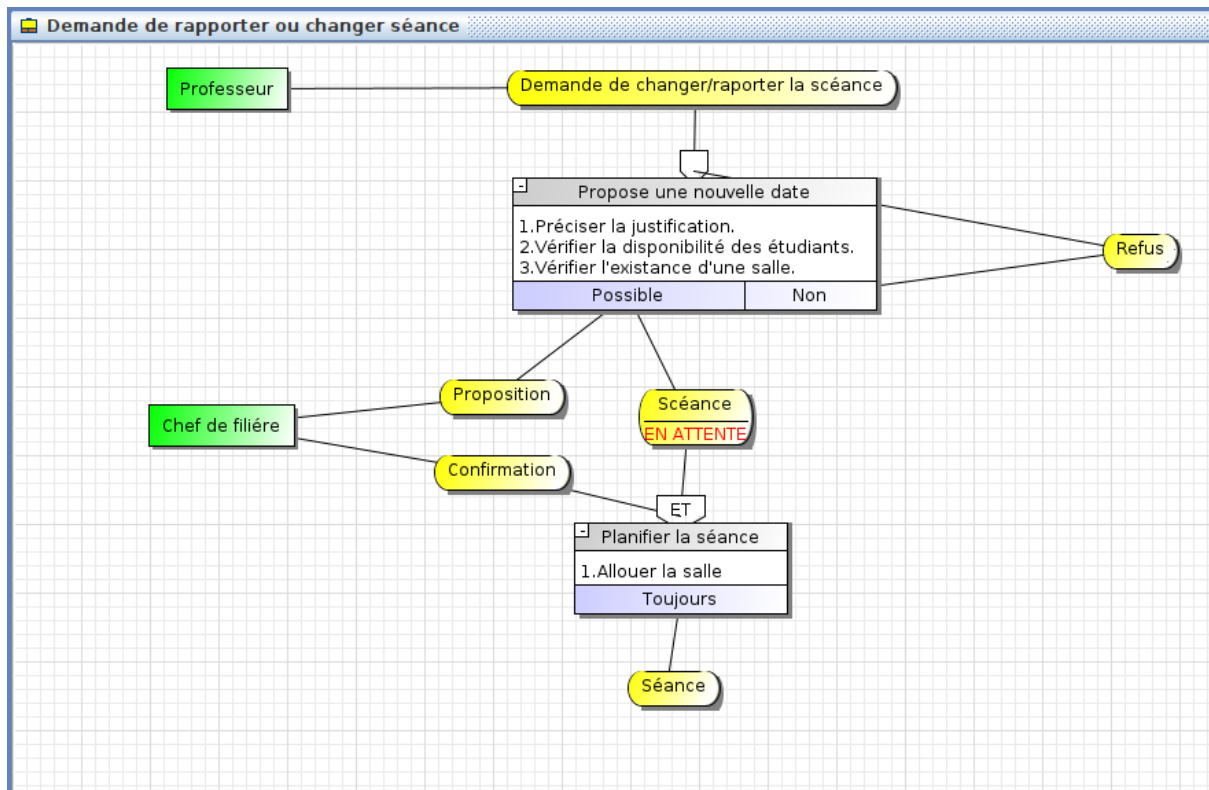 Demande de rapporter ou changer séance
Professeur
Demande de changer/raporter la scéance
Propose une nouvelle date
1.Préciser la justification.
2.Vérifier la disponibilité des étudiants.
3.Vérifier l'existance d'une salle.
Possible
Non
Refus
Proposition
Scéance
EN ATTENTE
Chef de filiére
Confirmation
ET
Planifier la séance
1.Allouer la salle
Toujours
Séance